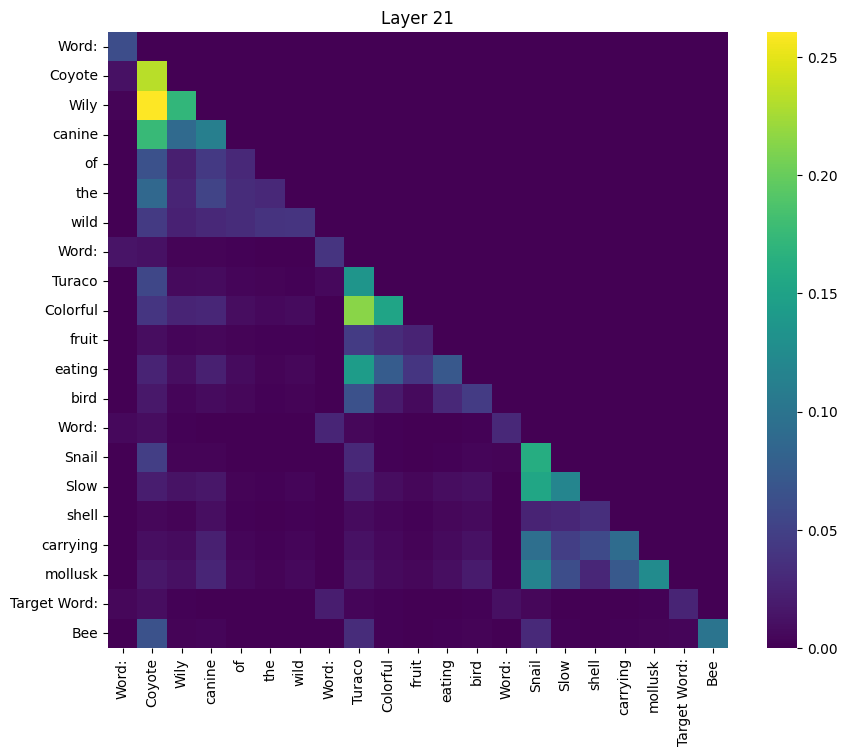 Layer 21
Word:
Coyote
Wily
canine
of
the
wild
Word:
Turaco
Colorful
fruit
eating
bird
Word:
Snail
Slow
shell
carrying
mollusk
Target Word:
Bee
Word:
Coyote
Wily
canine
of
the
wild
Word:
Turaco
Colorful
fruit
eating
bird
Word:
Snail
Slow
shell
carrying
mollusk
Target Word:
Bee
0.25
0.20
0.15
0.10
0.05
0.00